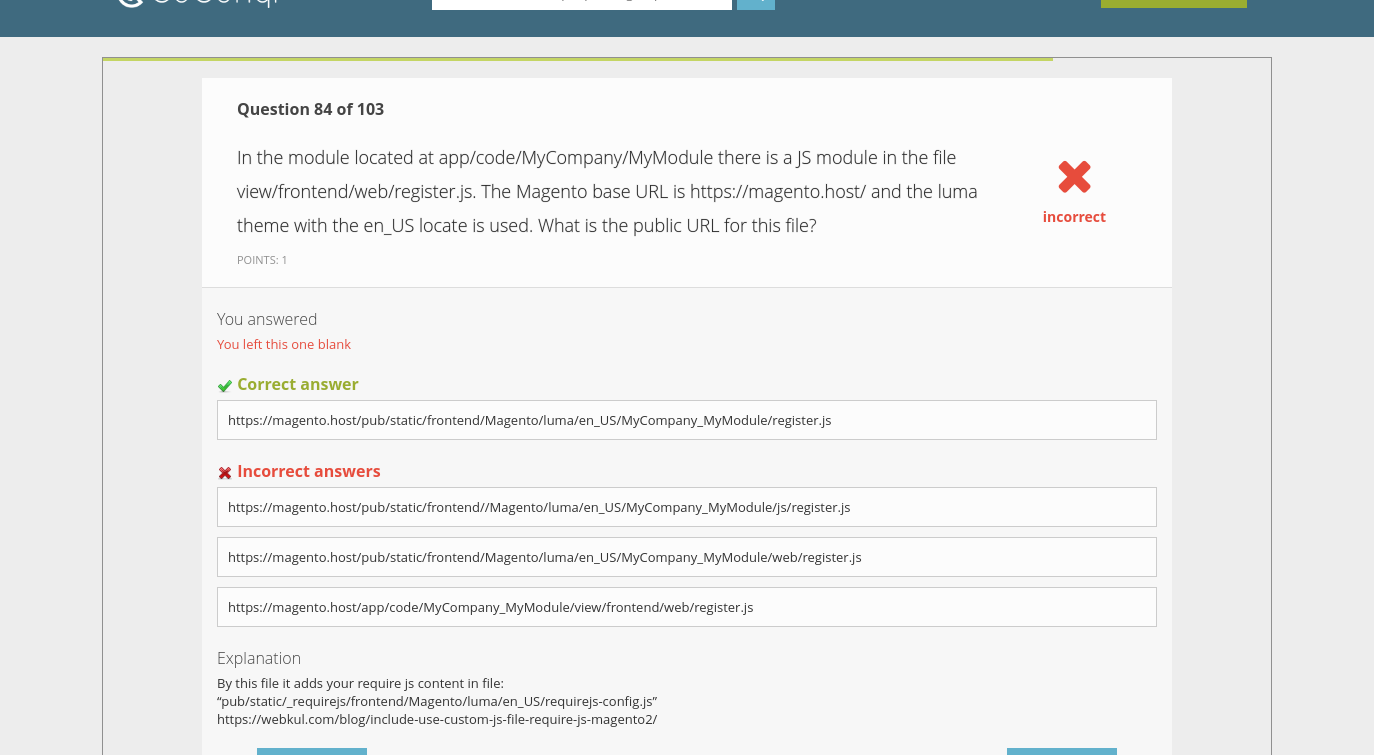 Question 84 of 103
In the module located at app/code/MyCompany/MyModule there is a JS module in the file
view/frontend/web/register.js. The Magento base URL is https://magento.host/ and the luma
theme with the en_US locate is used. What is the public URL for this file?
incorrect
POINTS: 1
You answered
You left this one blank
Correct answer
https://magento.host/pub/static/frontend/Magento/luma/en_US/MyCompany_MyModule/register.js
Incorrect answers
https://magento.host/pub/static/frontend//Magento/luma/en_US/MyCompany_MyModule/js/register.js
https://magento.host/pub/static/frontend/Magento/luma/en_US/MyCompany_MyModule/web/register.js
https://magento.host/app/code/MyCompany_MyModule/view/frontend/web/register.js
Explanation
By this file it adds your require js content in file:
“pub/static/_requirejs/frontend/Magento/luma/en_US/requirejs-config.js”
https://webkul.com/blog/include-use-custom-js-file-require-js-magento2/